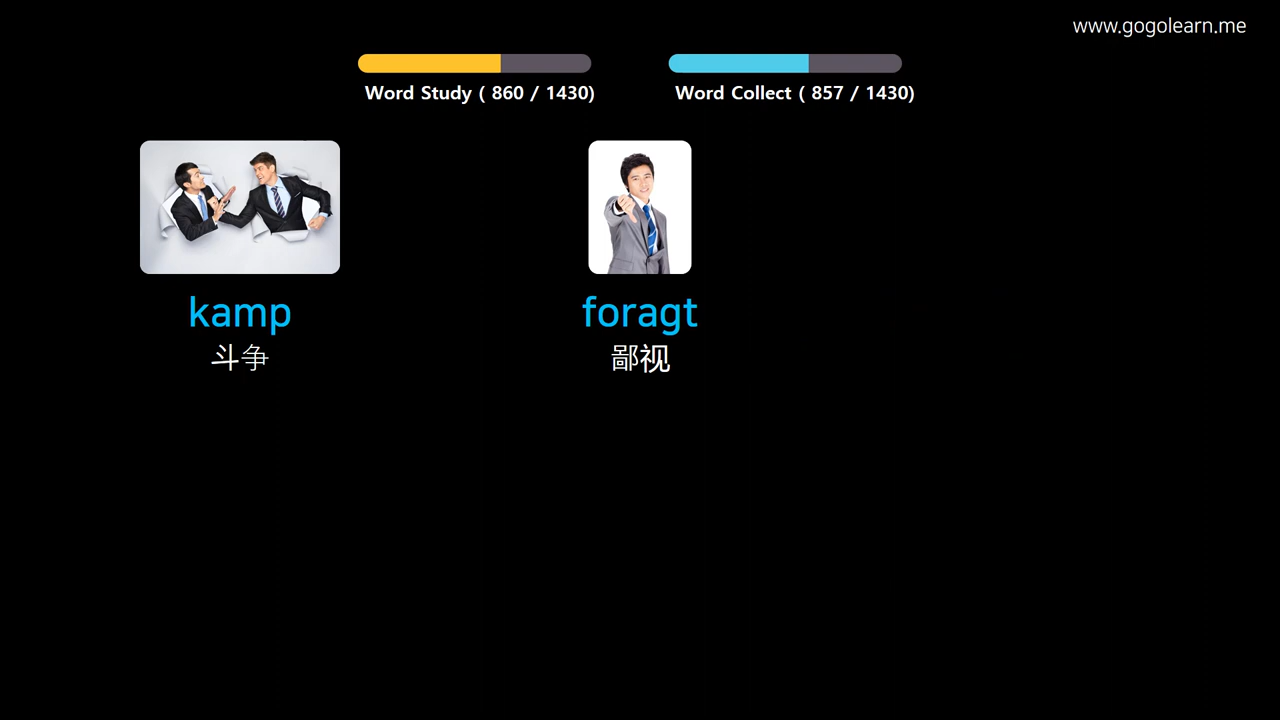 www.gogolearn.me
Word Study ( 860 / 1430)
Word Collect ( 857 / 1430)
kamp
斗争
foragt
鄙视